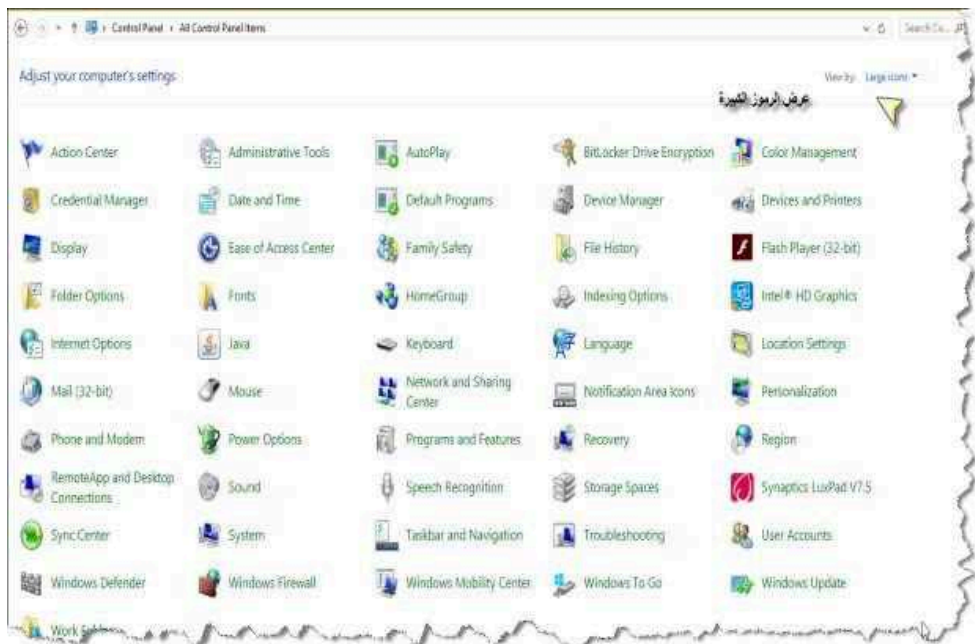 Control Panel All Control Panel Items
Adjust your computer's settings
View by: Large icons
عرض الرموز الكبيرة
Action Center Administrative Tools AutoPlay BitLocker Drive Encryption Color Management
Credential Manager Date and Time Default Programs Device Manager Devices and Printers
Display Ease of Access Center Family Safety File History Flash Player (32-bit)
Folder Options Fonts HomeGroup Indexing Options Intel® HD Graphics
Internet Options Java Keyboard Language Location Settings
Mail (32-bit) Mouse Network and Sharing Center Notification Area Icons Personalization
Phone and Modem Power Options Programs and Features Recovery Region
RemoteApp and Desktop Connections Sound Speech Recognition Storage Spaces Synaptics LuxPad V7.5
Sync Center System Taskbar and Navigation Troubleshooting User Accounts
Windows Defender Windows Firewall Windows Mobility Center Windows To Go Windows Update
Work